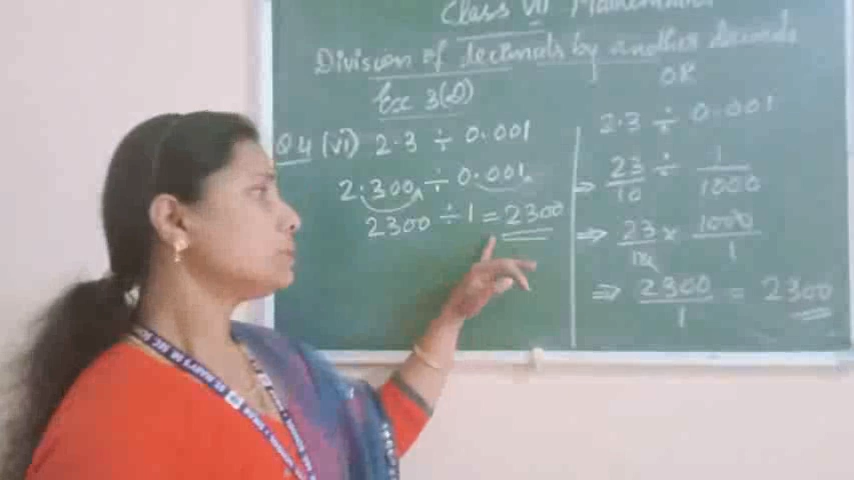 Class VII Mathematics
Division of decimals by another decimals
Ex 3(D)
Q4 (vi) 2.3 ÷ 0.001
2.300 ÷ 0.001
2300 ÷ 1 = 2300
OR
2.3 ÷ 0.001
⇒ 23/10 ÷ 1/1000
⇒ 23/10 × 1000/1
⇒ 2300/1 = 2300